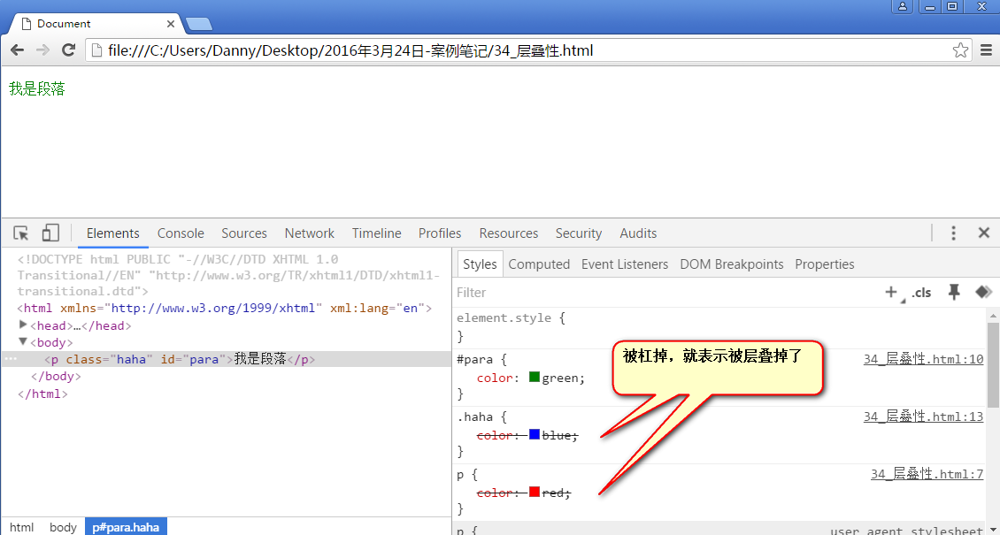 Document
file:///C:/Users/Danny/Desktop/2016年3月24日-案例笔记/34_层叠性.html
我是段落
Elements Console Sources Network Timeline Profiles Resources Security Audits
<!DOCTYPE html PUBLIC "-//W3C//DTD XHTML 1.0
Transitional//EN" "http://www.w3.org/TR/xhtml1/DTD/xhtml1-
transitional.dtd">
<html xmlns="http://www.w3.org/1999/xhtml" xml:lang="en">
<head>…</head>
<body>
<p class="haha" id="para">我是段落</p>
</body>
</html>
html body p#para.haha
Styles Computed Event Listeners DOM Breakpoints Properties
Filter + .cls
element.style {
}
被杠掉，就表示被层叠掉了
#para { 34_层叠性.html:10
color: green;
}
.haha { 34_层叠性.html:13
color: blue;
}
p { 34_层叠性.html:7
color: red;
}
p { user agent stylesheet